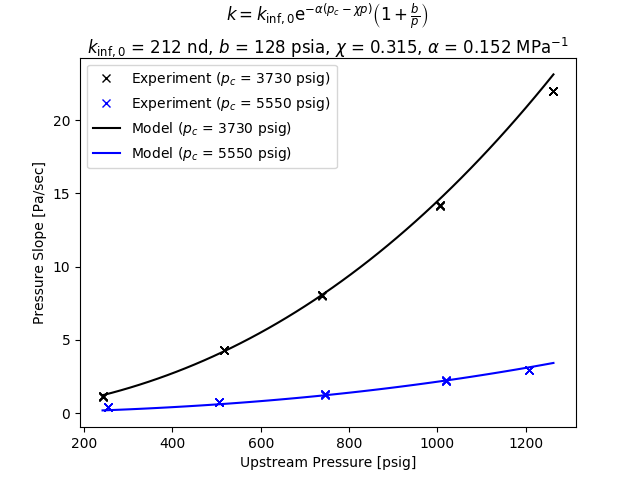 k = k_inf,0 e^−α(p_c − χp) (1 + b/p)
k_inf,0 = 212 nd, b = 128 psia, χ = 0.315, α = 0.152 MPa^−1
Experiment (p_c = 3730 psig)
Experiment (p_c = 5550 psig)
Model (p_c = 3730 psig)
Model (p_c = 5550 psig)
Pressure Slope [Pa/sec]
20
15
10
5
0
200 400 600 800 1000 1200
Upstream Pressure [psig]